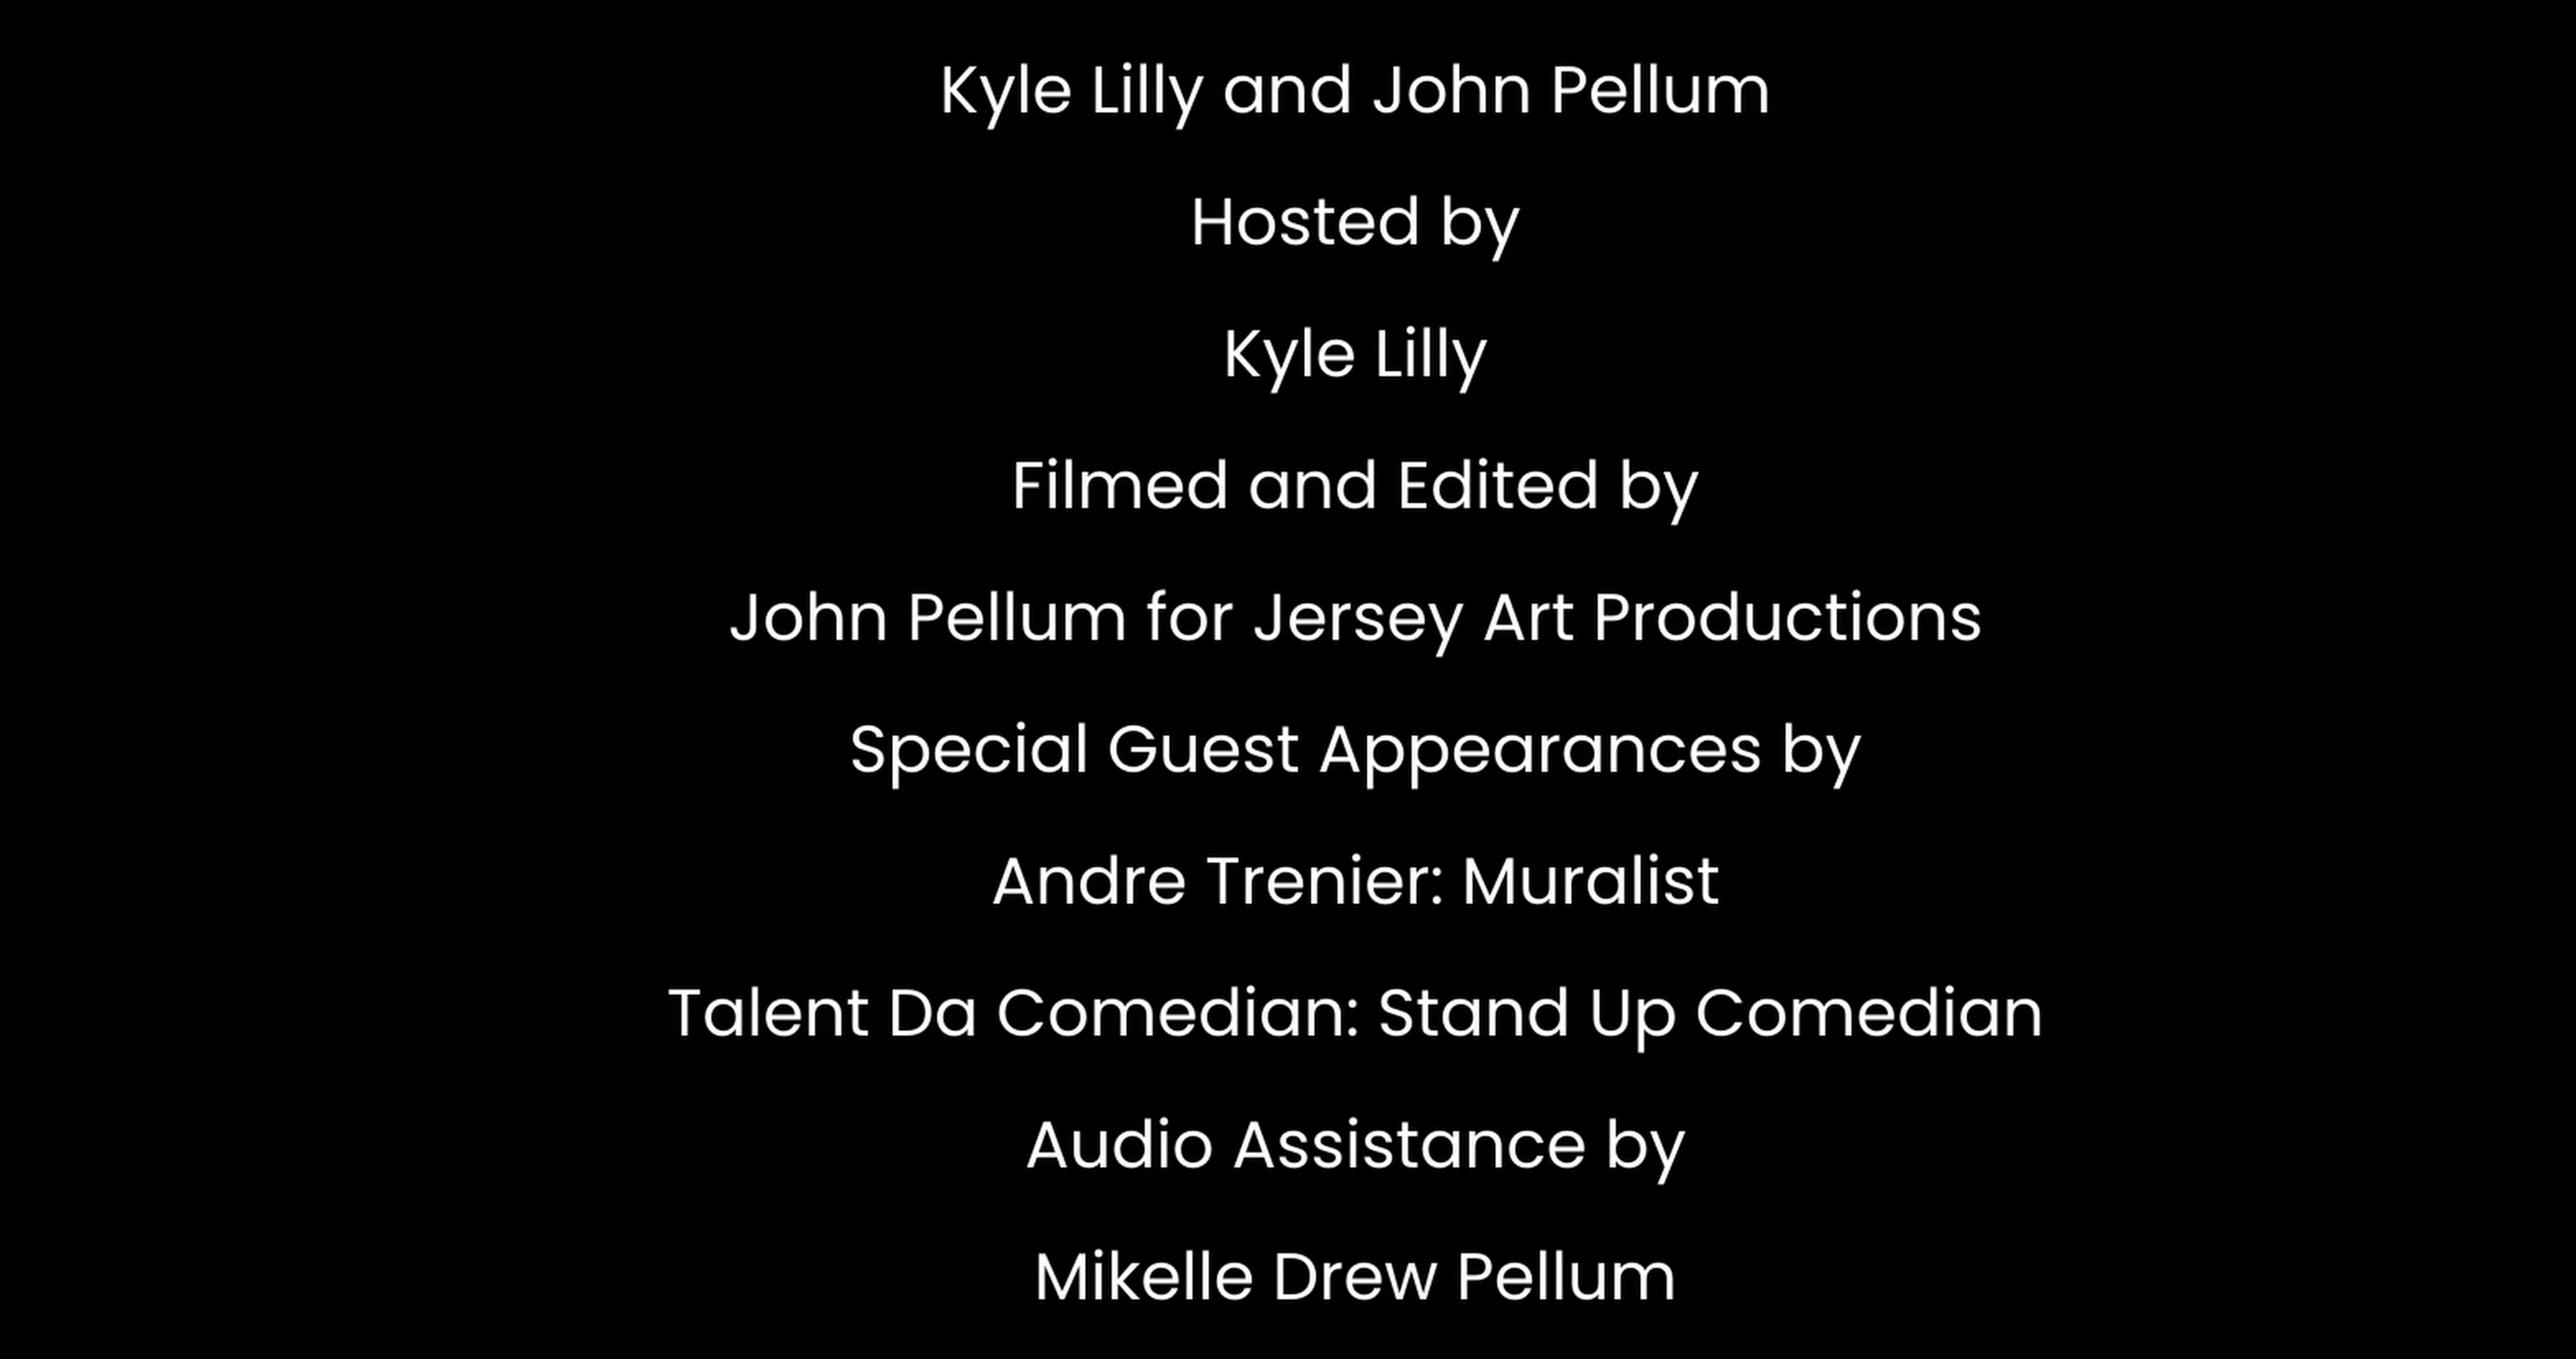 Kyle Lilly and John Pellum
Hosted by
Kyle Lilly
Filmed and Edited by
John Pellum for Jersey Art Productions
Special Guest Appearances by
Andre Trenier: Muralist
Talent Da Comedian: Stand Up Comedian
Audio Assistance by
Mikelle Drew Pellum